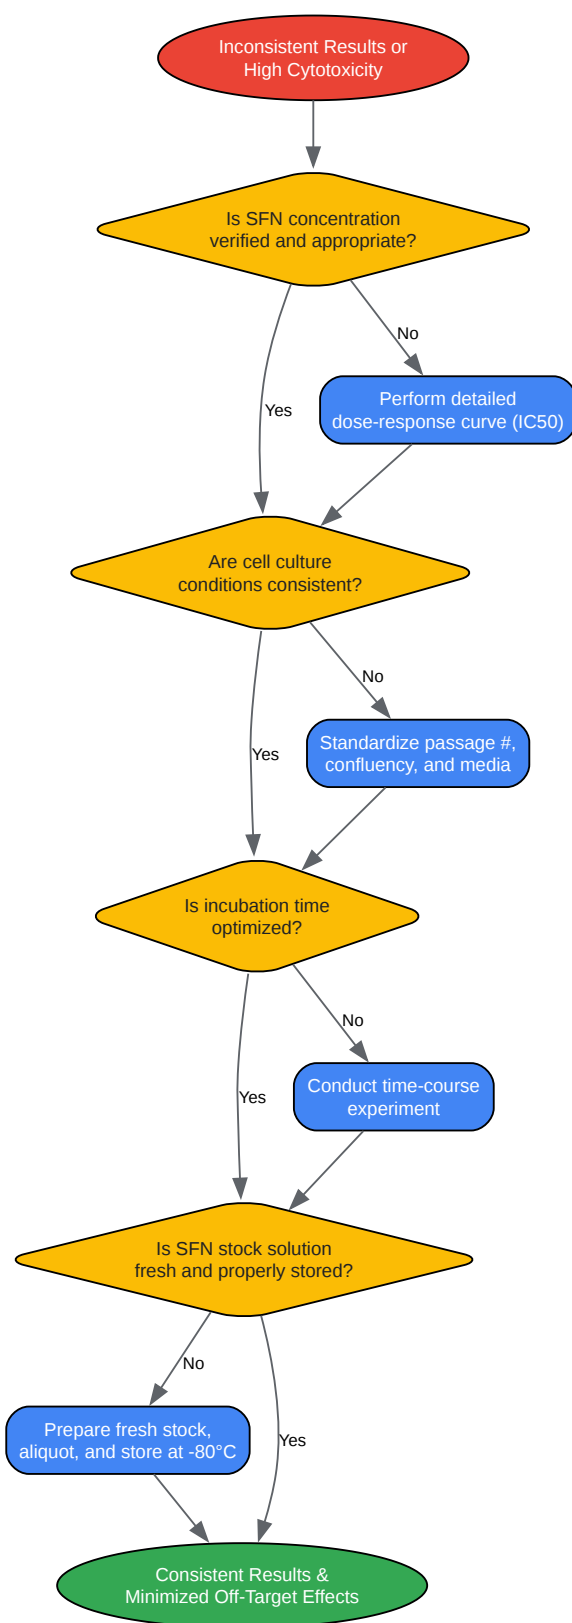 Inconsistent Results or
High Cytotoxicity
Is SFN concentration
verified and appropriate?
No
Yes
Perform detailed
dose-response curve (IC50)
Are cell culture
conditions consistent?
No
Yes
Standardize passage #,
confluency, and media
Is incubation time
optimized?
No
Yes
Conduct time-course
experiment
Is SFN stock solution
fresh and properly stored?
No
Yes
Prepare fresh stock,
aliquot, and store at -80°C
Consistent Results &
Minimized Off-Target Effects